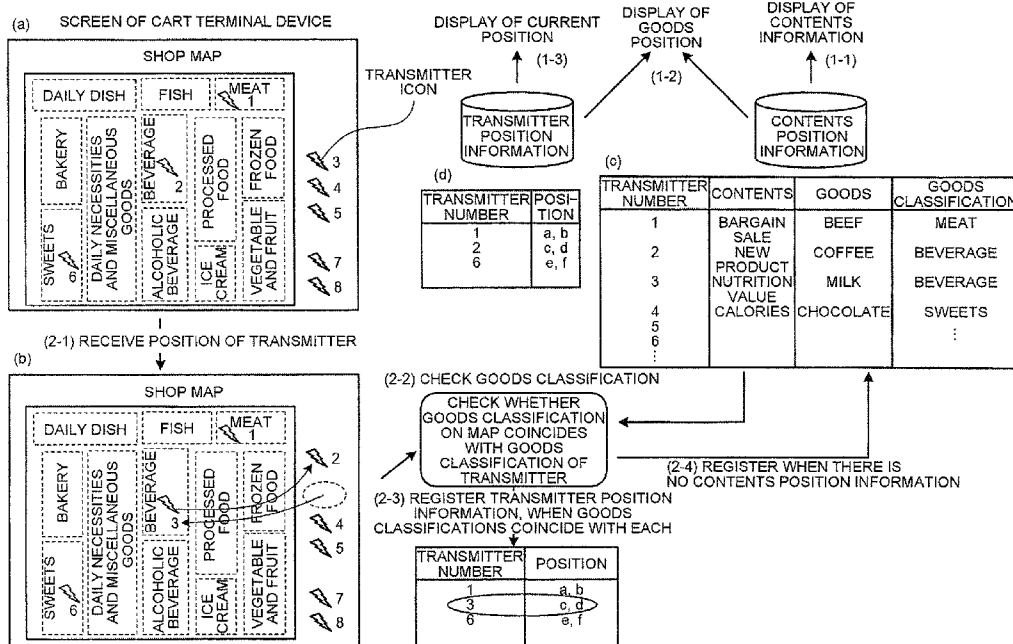 (a)
SCREEN OF CART TERMINAL DEVICE
SHOP MAP
DAILY DISH
FISH
MEAT
1
BAKERY
SWEETS
6
DAILY NECESSITIES
AND MISCELLANEOUS
GOODS
BEVERAGE
2
ALCOHOLIC
BEVERAGE
PROCESSED
FOOD
ICE
CREAM
FROZEN
FOOD
VEGETABLE
AND FRUIT
3
4
5
7
8
TRANSMITTER
ICON
DISPLAY OF CURRENT
POSITION
DISPLAY OF
GOODS
POSITION
DISPLAY OF
CONTENTS
INFORMATION
(1-3)
(1-2)
(1-1)
TRANSMITTER
POSITION
INFORMATION
CONTENTS
POSITION
INFORMATION
(d)
TRANSMITTER
NUMBER
POSI-
TION
1 a, b
2 c, d
6 e, f
(c)
TRANSMITTER
NUMBER
CONTENTS
GOODS
GOODS
CLASSIFICATION
1 BARGAIN BEEF MEAT
SALE
2 NEW COFFEE BEVERAGE
PRODUCT
3 NUTRITION MILK BEVERAGE
VALUE
4 CALORIES CHOCOLATE SWEETS
5
6
(2-1) RECEIVE POSITION OF TRANSMITTER
(b)
SHOP MAP
DAILY DISH
FISH
MEAT
1
BAKERY
SWEETS
6
DAILY NECESSITIES
AND MISCELLANEOUS
GOODS
BEVERAGE
3
ALCOHOLIC
BEVERAGE
PROCESSED
FOOD
ICE
CREAM
FROZEN
FOOD
VEGETABLE
AND FRUIT
2
4
5
7
8
(2-2) CHECK GOODS CLASSIFICATION
CHECK WHETHER
GOODS CLASSIFICATION
ON MAP COINCIDES
WITH GOODS
CLASSIFICATION OF
TRANSMITTER
(2-4) REGISTER WHEN THERE IS
NO CONTENTS POSITION INFORMATION
(2-3) REGISTER TRANSMITTER POSITION
INFORMATION, WHEN GOODS
CLASSIFICATIONS COINCIDE WITH EACH
TRANSMITTER
NUMBER
POSITION
1 a, b
3 c, d
6 e, f